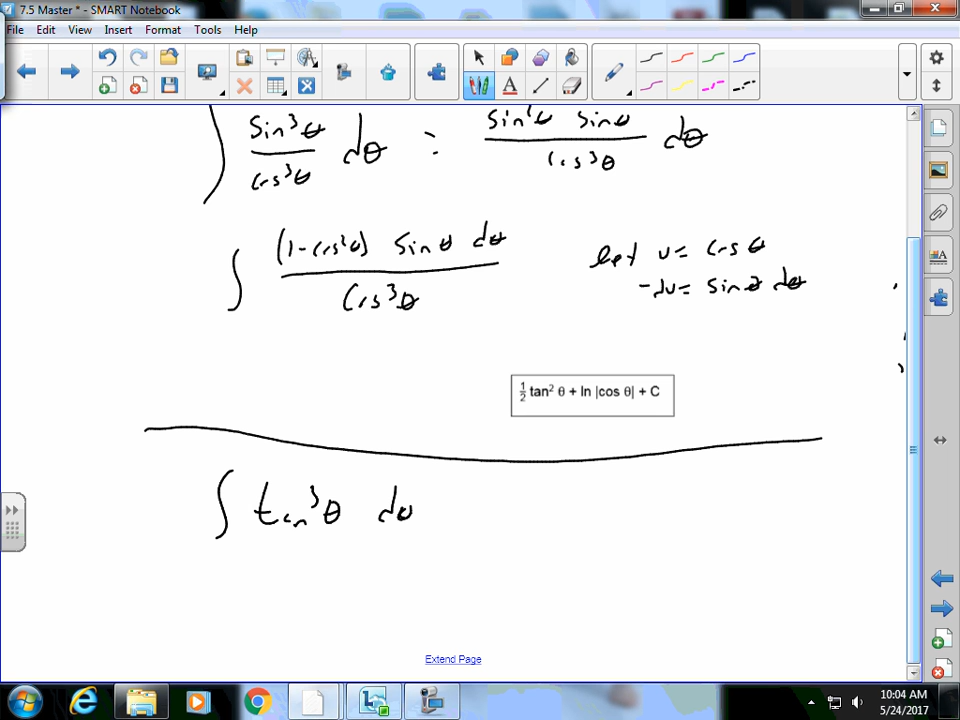 7.5 Master * - SMART Notebook
File Edit View Insert Format Tools Help
∫ sin³θ / cos³θ dθ = sin²θ sinθ / cos³θ dθ
∫ (1-cos²θ) sinθ dθ / cos³θ
let u = cosθ
-du = sinθ dθ
½ tan² θ + ln |cos θ| + C
∫ tan³θ dθ
Extend Page
10:04 AM
5/24/2017